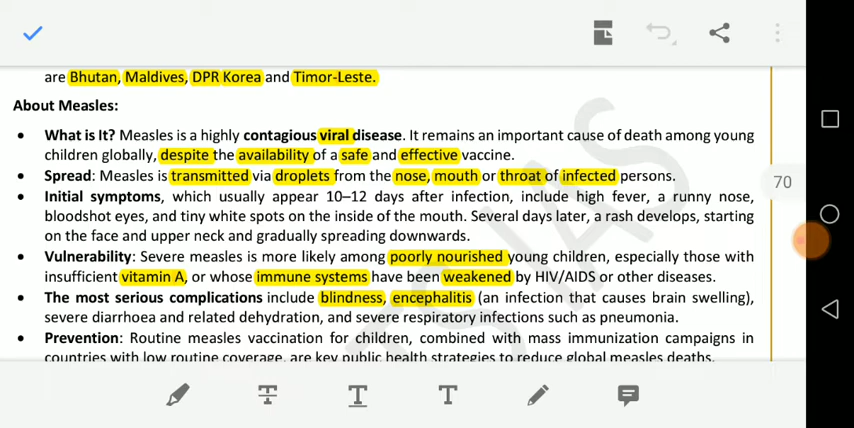 are Bhutan, Maldives, DPR Korea and Timor-Leste.
About Measles:
• What is It? Measles is a highly contagious viral disease. It remains an important cause of death among young
children globally, despite the availability of a safe and effective vaccine.
• Spread: Measles is transmitted via droplets from the nose, mouth or throat of infected persons.
70
• Initial symptoms, which usually appear 10–12 days after infection, include high fever, a runny nose,
bloodshot eyes, and tiny white spots on the inside of the mouth. Several days later, a rash develops, starting
on the face and upper neck and gradually spreading downwards.
• Vulnerability: Severe measles is more likely among poorly nourished young children, especially those with
insufficient vitamin A, or whose immune systems have been weakened by HIV/AIDS or other diseases.
• The most serious complications include blindness, encephalitis (an infection that causes brain swelling),
severe diarrhoea and related dehydration, and severe respiratory infections such as pneumonia.
• Prevention: Routine measles vaccination for children, combined with mass immunization campaigns in
countries with low routine coverage, are key public health strategies to reduce global measles deaths.
T T T